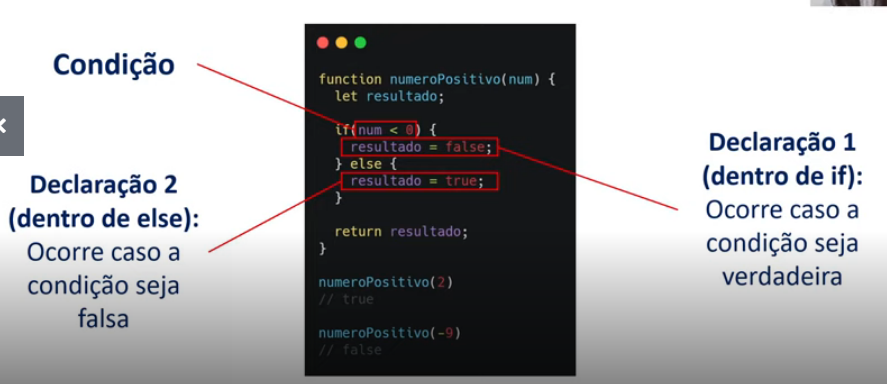 Condição
function numeroPositivo(num) {
let resultado;
if(num < 0) {
resultado = false;
} else {
resultado = true;
}
return resultado;
}
numeroPositivo(2)
// true
numeroPositivo(-9)
// false
Declaração 2
(dentro de else):
Ocorre caso a
condição seja
falsa
Declaração 1
(dentro de if):
Ocorre caso a
condição seja
verdadeira